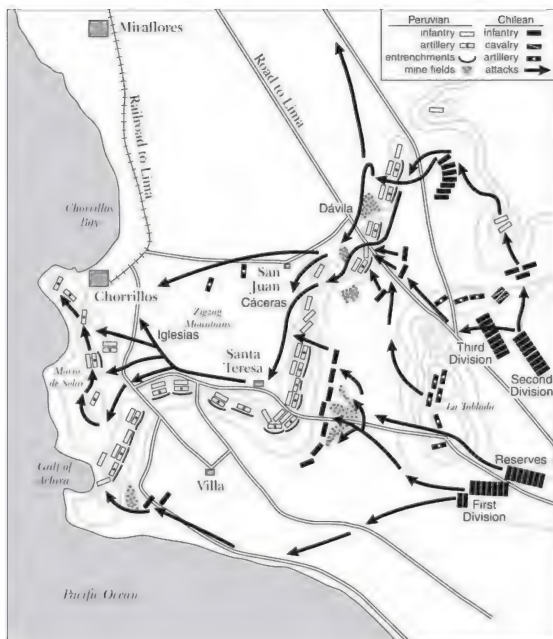 Miraflores
Peruvian
infantry
artillery
entrenchments
mine fields
Chilean
infantry
cavalry
artillery
attacks
Railroad to Lima
Road to Lima
Chorrillos
Bay
Dávila
Chorrillos
San
Juan
Cáceras
Zigzag
Mountains
Iglesias
Santa
Teresa
Morro
de Solar
Third
Division
Second
Division
La Tablada
Reserves
First
Division
Gulf of
Villa
Pacific Ocean